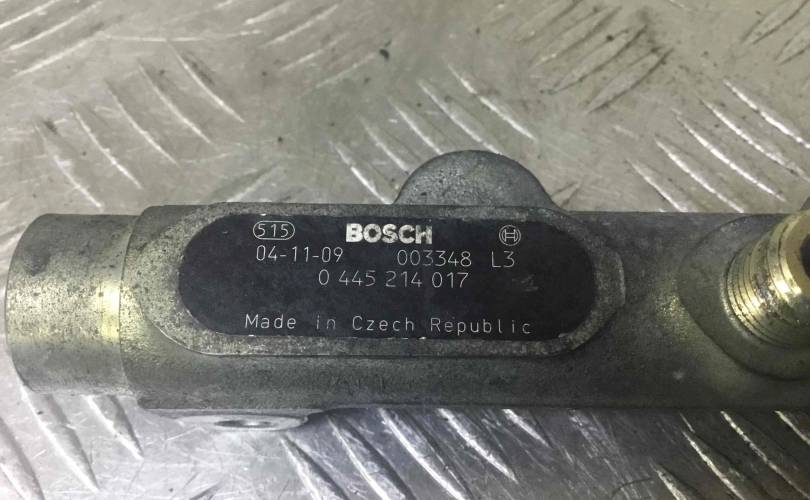 515 BOSCH
04-11-09 003348 L3
0 445 214 017
Made in Czech Republic